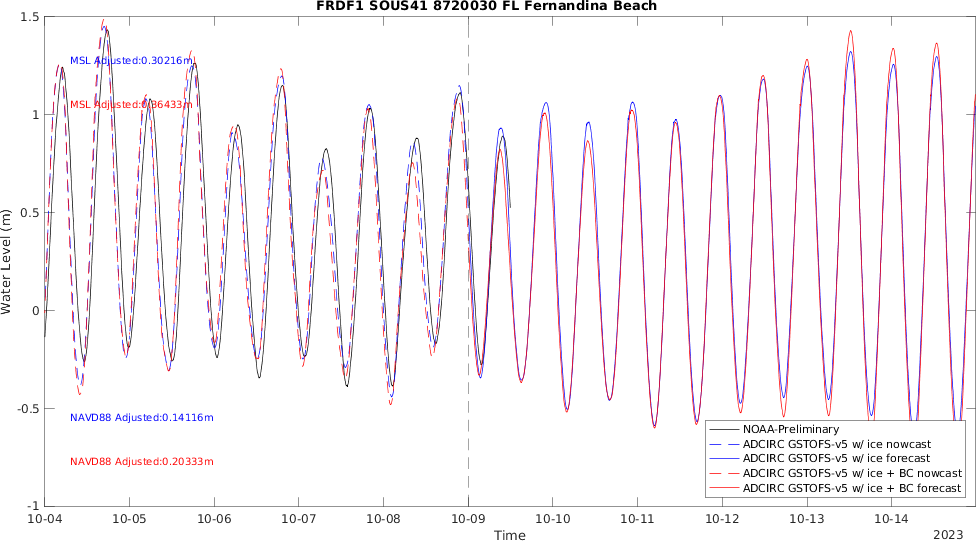 FRDF1 SOUS41 8720030 FL Fernandina Beach
1.5
1
0.5
0
-0.5
-1
Water Level (m)
MSL Adjusted:0.30216m
MSL Adjusted:0.36433m
NAVD88 Adjusted:0.14116m
NAVD88 Adjusted:0.20333m
NOAA-Preliminary
ADCIRC GSTOFS-v5 w/ ice nowcast
ADCIRC GSTOFS-v5 w/ ice forecast
ADCIRC GSTOFS-v5 w/ ice + BC nowcast
ADCIRC GSTOFS-v5 w/ ice + BC forecast
10-04 10-05 10-06 10-07 10-08 10-09 10-10 10-11 10-12 10-13 10-14
Time
2023